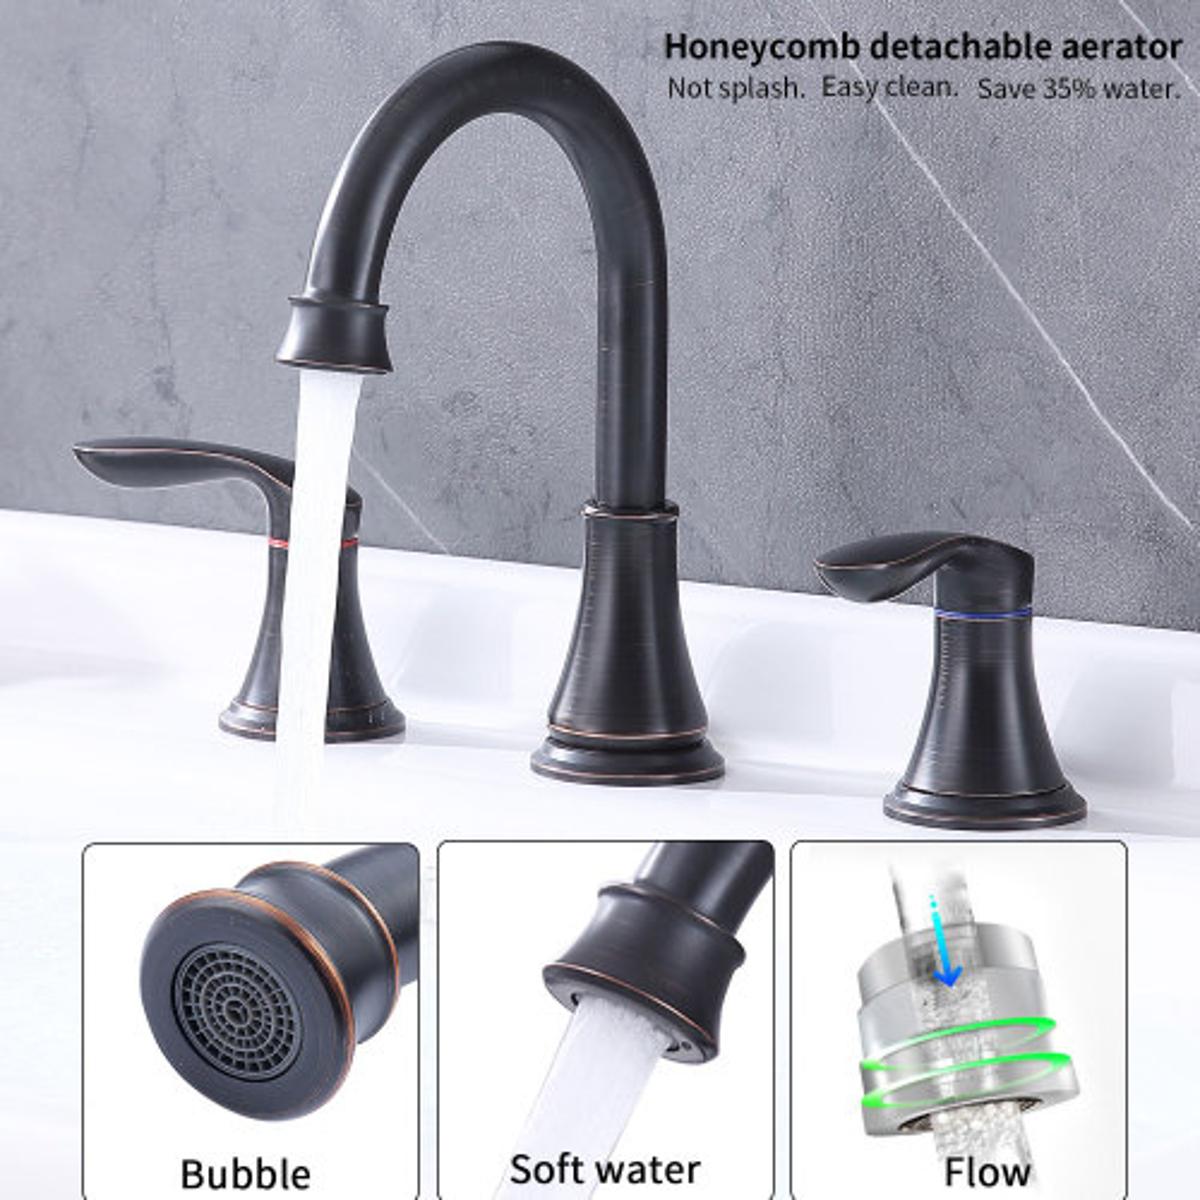 Honeycomb detachable aerator
Not splash. Easy clean. Save 35% water.
Bubble
Soft water
Flow